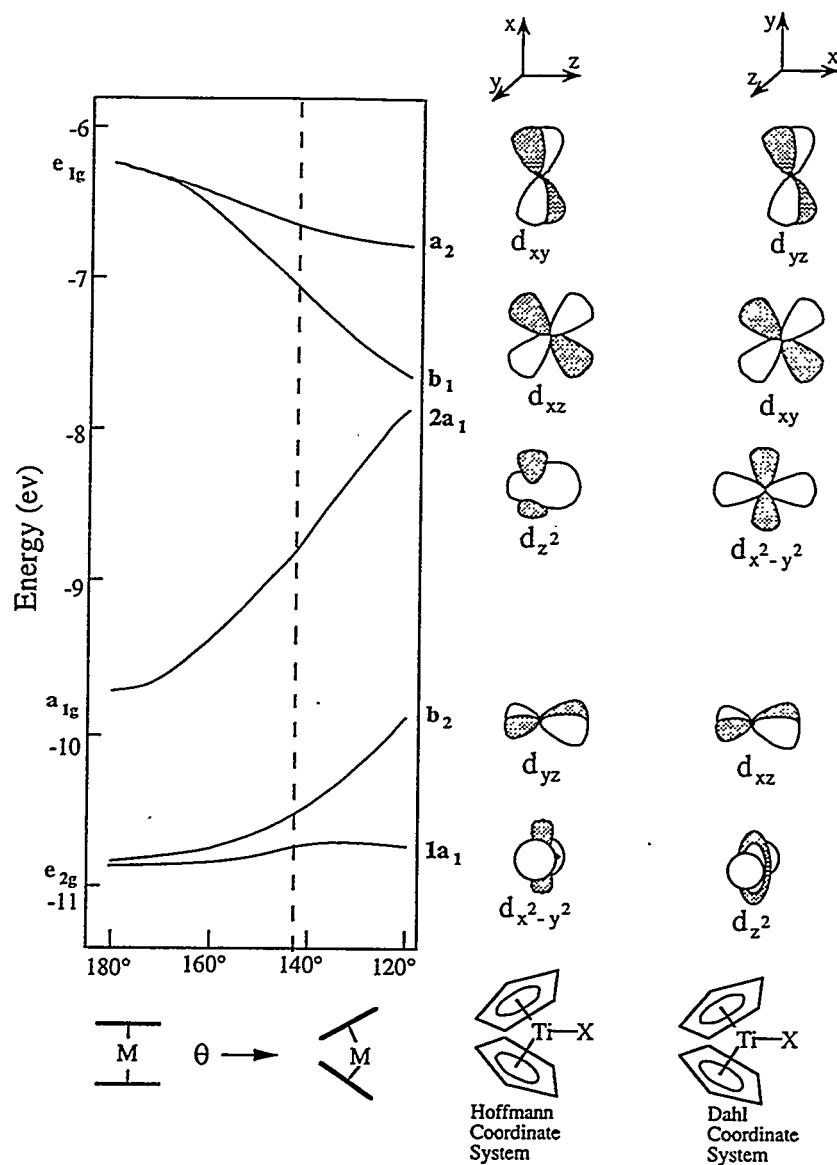 x
y z
y
z x
-6
e1g
a2
dxy dyz
-7
b1
dxz dxy
2a1
-8
Energy (ev)
dz2 dx2-y2
-9
a1g
b2
-10
dyz dxz
e2g
1a1
-11
dx2-y2 dz2
180° 160° 140° 120°
M θ M
Ti—X Ti—X
Hoffmann Coordinate System
Dahl Coordinate System